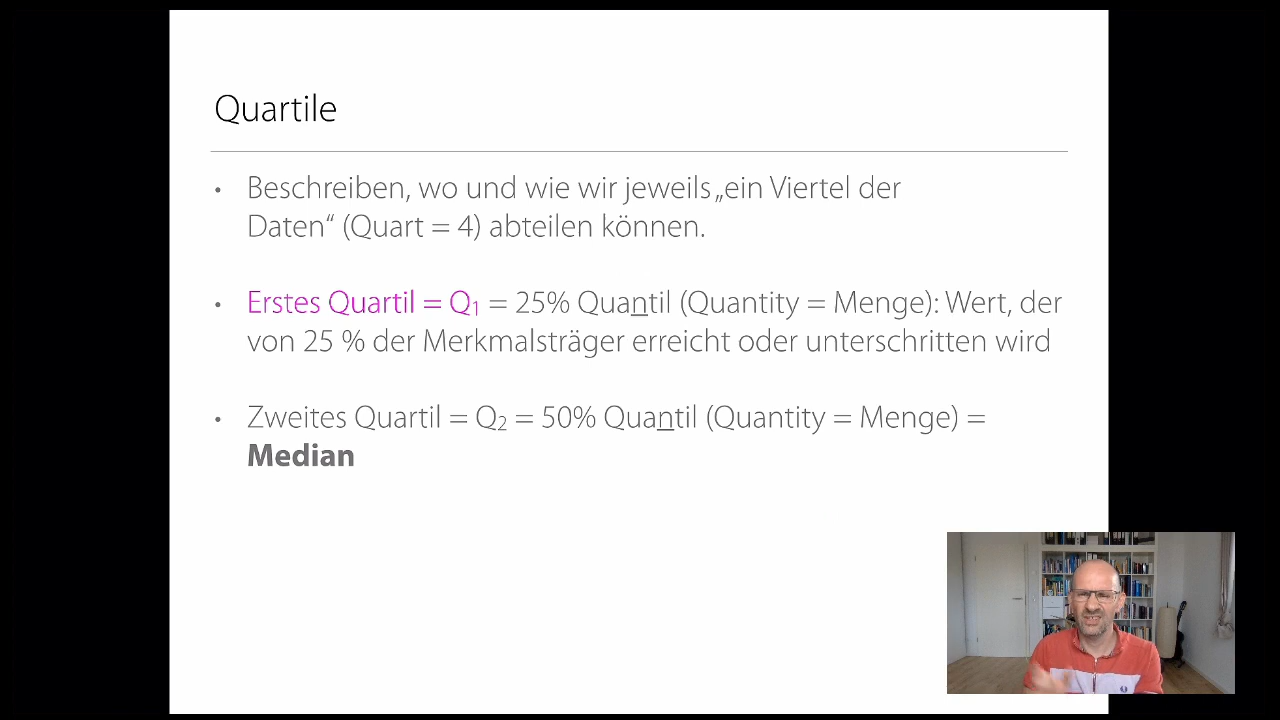 Quartile
• Beschreiben, wo und wie wir jeweils „ein Viertel der
Daten“ (Quart = 4) abteilen können.
• Erstes Quartil = Q₁ = 25% Quantil (Quantity = Menge): Wert, der
von 25 % der Merkmalsträger erreicht oder unterschritten wird
• Zweites Quartil = Q₂ = 50% Quantil (Quantity = Menge) =
Median